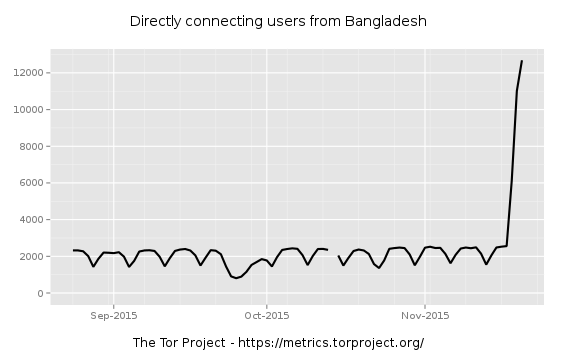 Directly connecting users from Bangladesh
12000
10000
8000
6000
4000
2000
0
Sep-2015 Oct-2015 Nov-2015
The Tor Project - https://metrics.torproject.org/